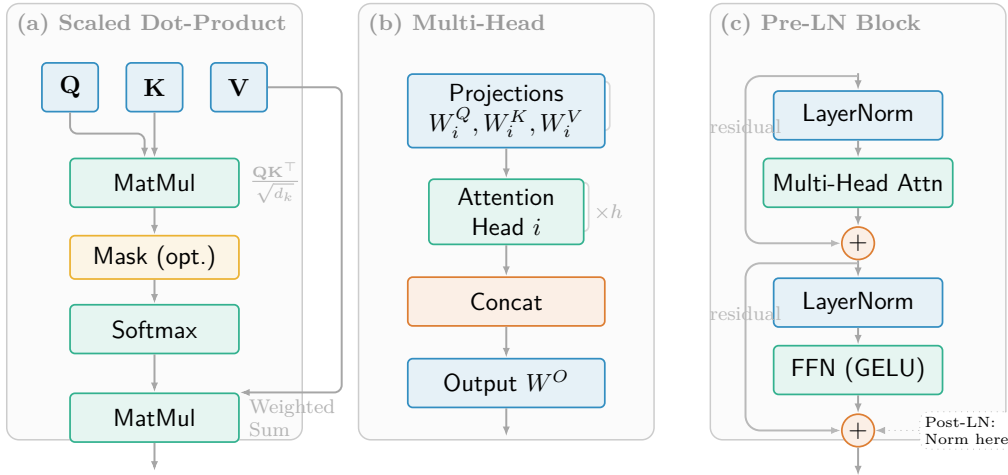 (a) Scaled Dot-Product
Q
K
V
MatMul
QK^⊤
√d_k
Mask (opt.)
Softmax
MatMul
Weighted
Sum
(b) Multi-Head
Projections
W_i^Q, W_i^K, W_i^V
Attention
Head i
×h
Concat
Output W^O
(c) Pre-LN Block
LayerNorm
residual
Multi-Head Attn
+
LayerNorm
residual
FFN (GELU)
+
Post-LN:
Norm here